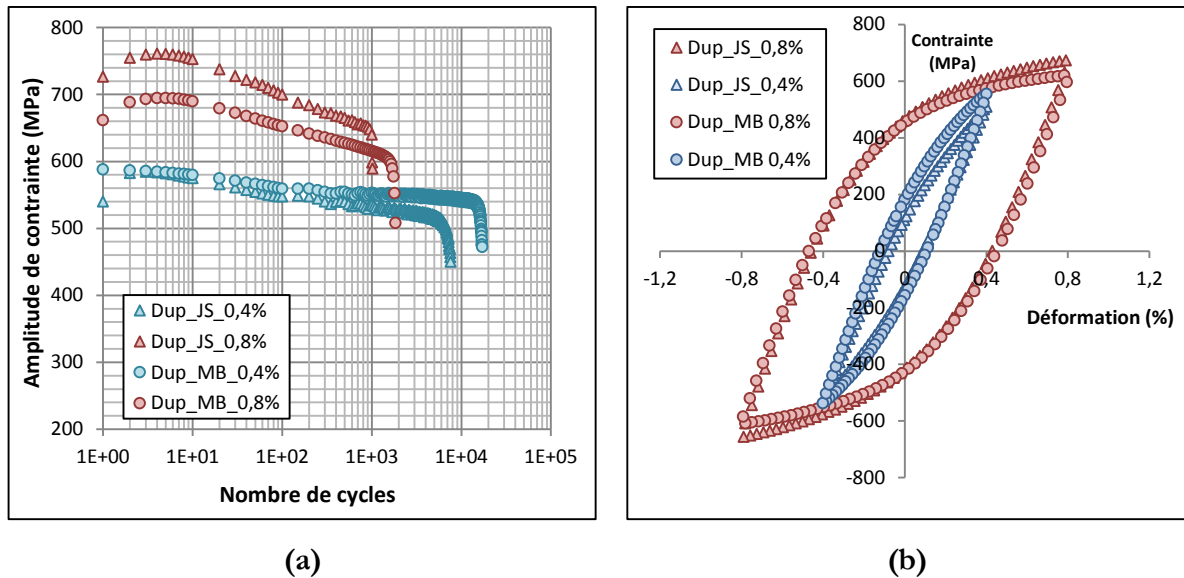 (a)
800
700
600
500
400
300
200
Amplitude de contrainte (MPa)
Dup_JS_0,4%
Dup_JS_0,8%
Dup_MB_0,4%
Dup_MB_0,8%
1E+00 1E+01 1E+02 1E+03 1E+04 1E+05
Nombre de cycles
(b)
Dup_JS_0,8%
Dup_JS_0,4%
Dup_MB 0,8%
Dup_MB 0,4%
Contrainte
(MPa)
800
600
400
200
0
-1,2 -0,8 -0,4 0 0,4 0,8 1,2
-200
Déformation (%)
-400
-600
-800
(a)
(b)